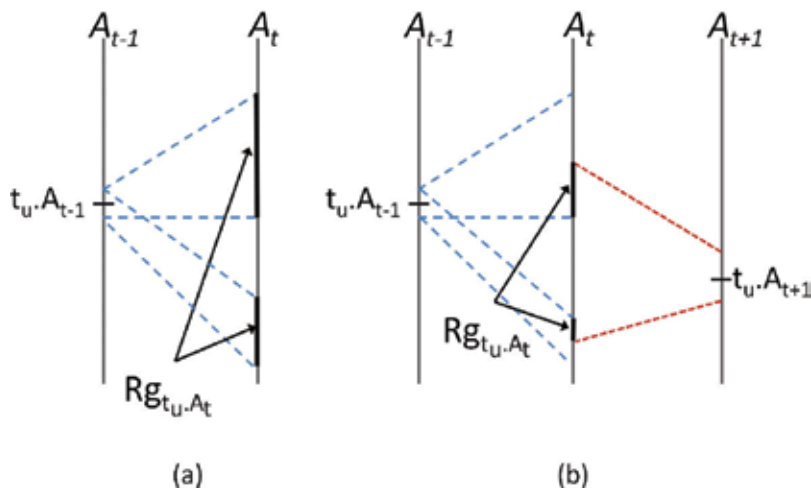 A_{t-1} A_t A_{t-1} A_t A_{t+1}
t_u.A_{t-1} t_u.A_{t-1}
t_u.A_{t+1}
Rg_{t_u.A_t} Rg_{t_u.A_t}
(a) (b)